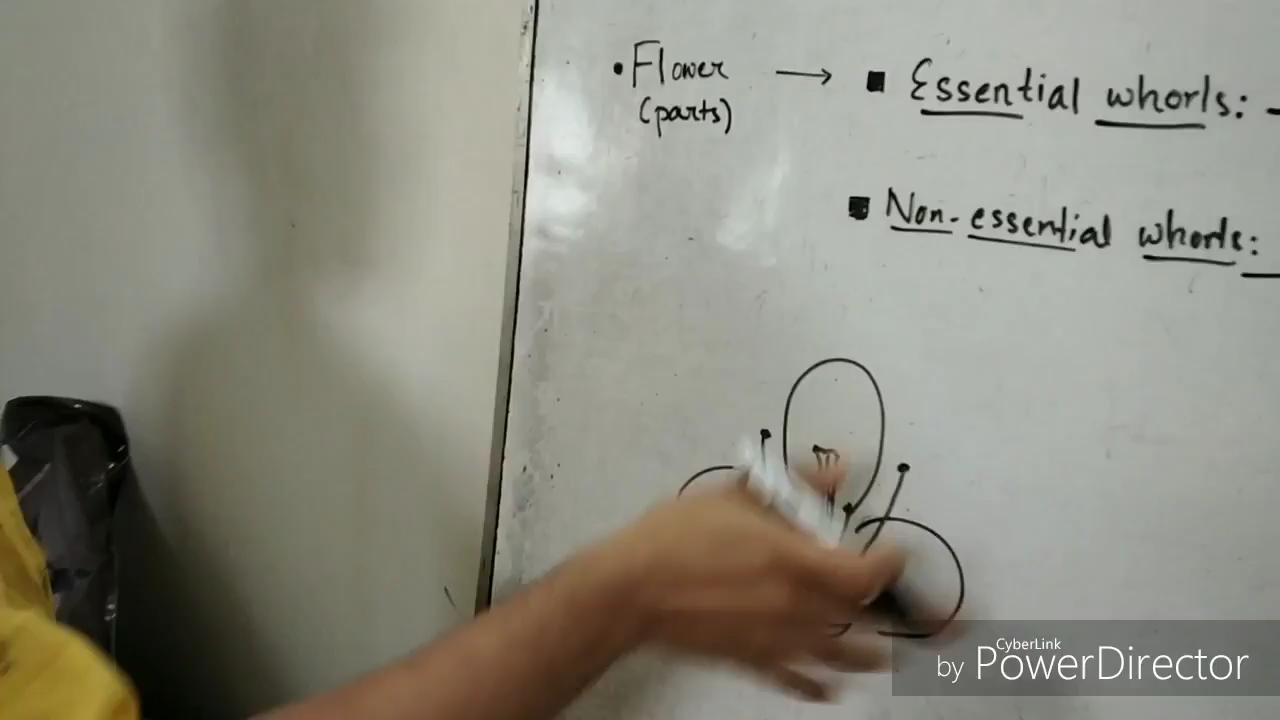 • Flower → ■ Essential whorls: -
(parts)
■ Non-essential whorls:
CyberLink
by PowerDirector